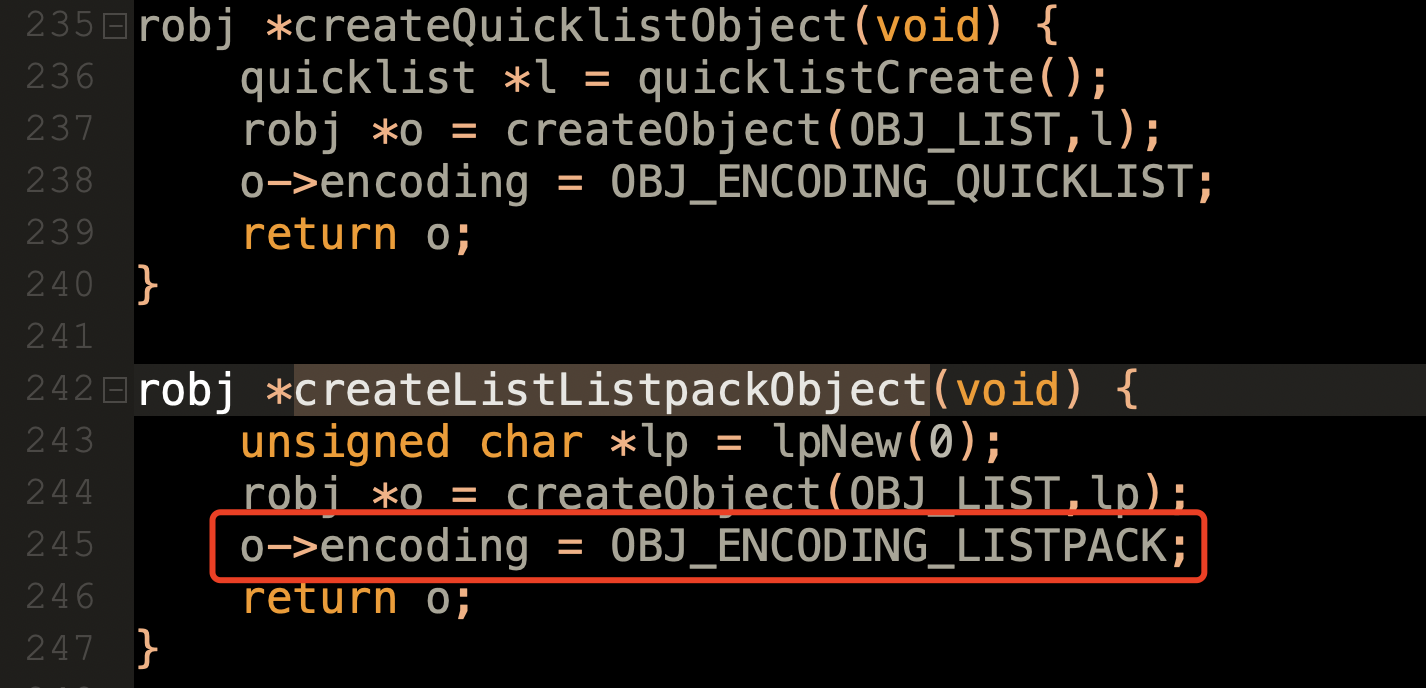 235 robj *createQuicklistObject(void) {
236     quicklist *l = quicklistCreate();
237     robj *o = createObject(OBJ_LIST,l);
238     o->encoding = OBJ_ENCODING_QUICKLIST;
239     return o;
240 }
241
242 robj *createListListpackObject(void) {
243     unsigned char *lp = lpNew(0);
244     robj *o = createObject(OBJ_LIST,lp);
245     o->encoding = OBJ_ENCODING_LISTPACK;
246     return o;
247 }